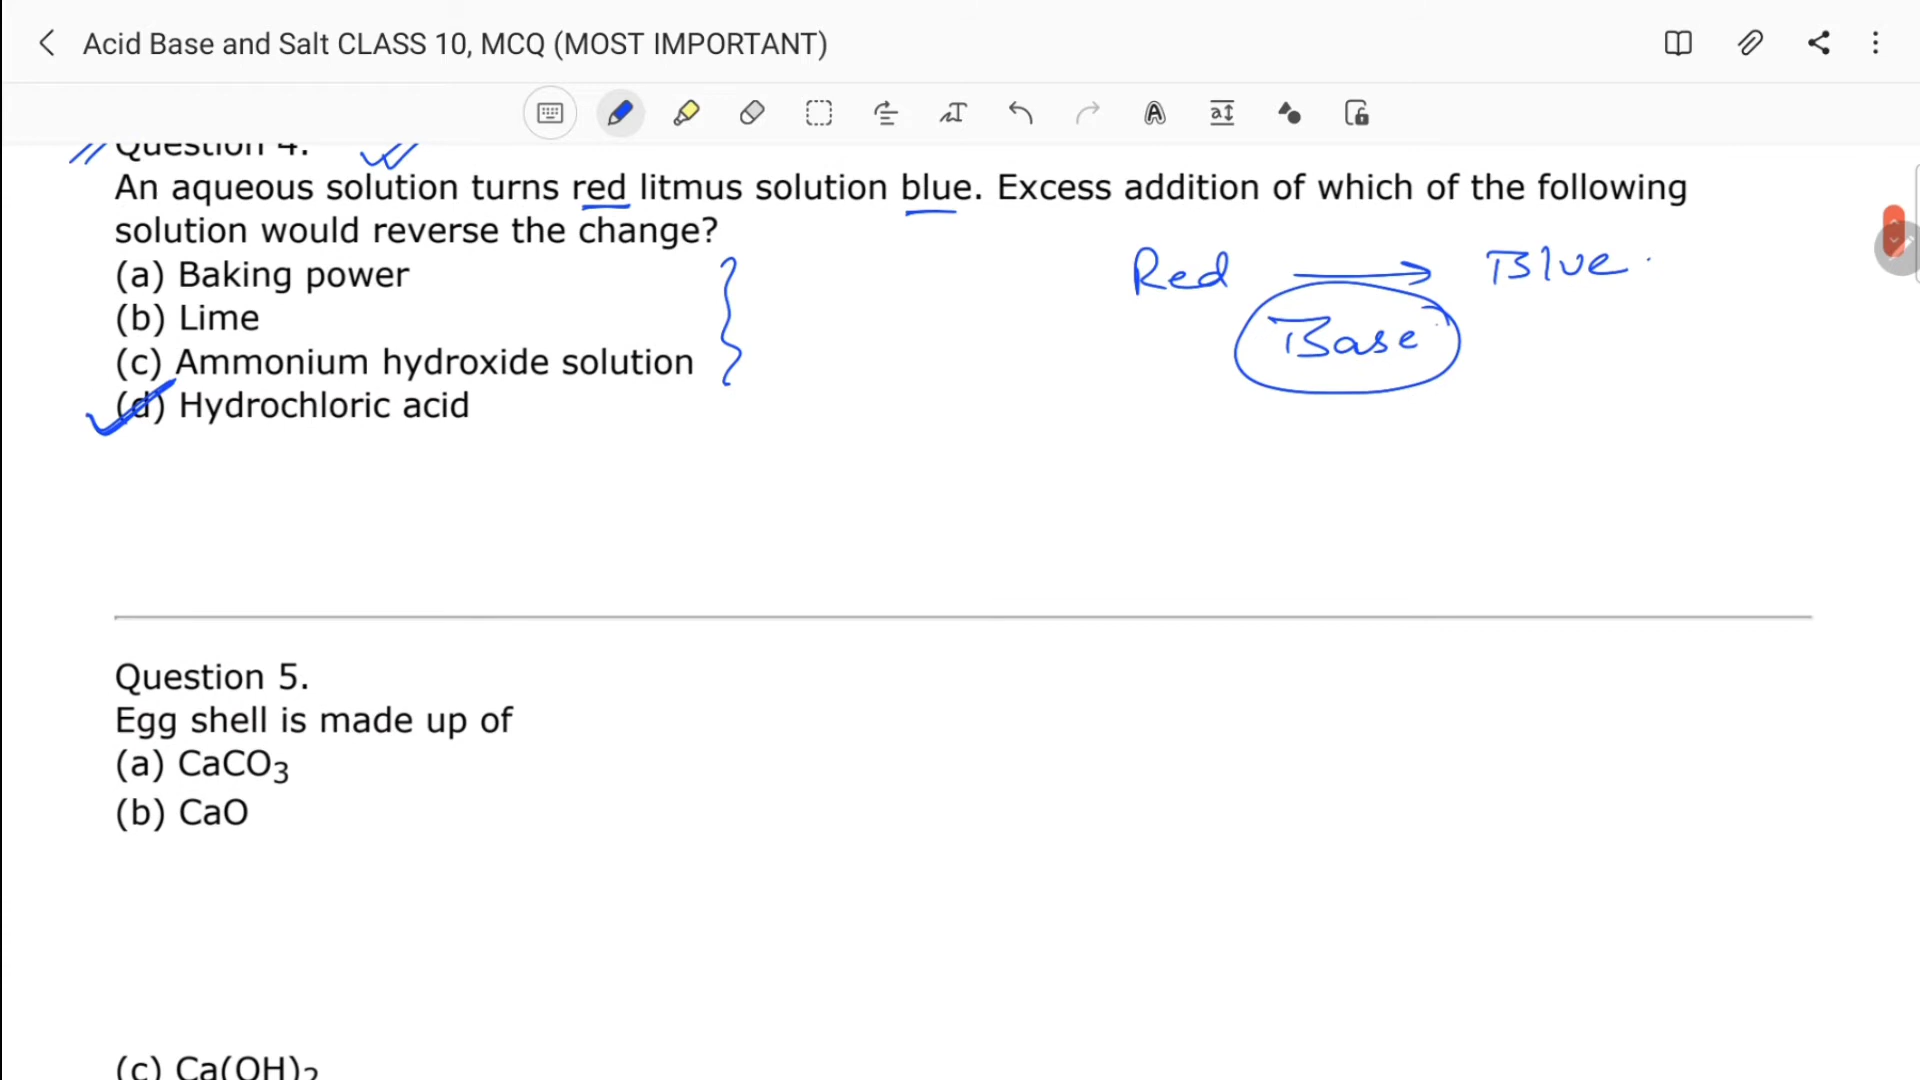 Acid Base and Salt CLASS 10, MCQ (MOST IMPORTANT)
Question 4.
An aqueous solution turns red litmus solution blue. Excess addition of which of the following
solution would reverse the change?
Red → Blue
(a) Baking power
(b) Lime
Base
(c) Ammonium hydroxide solution
(d) Hydrochloric acid
Question 5.
Egg shell is made up of
(a) CaCO₃
(b) CaO
(c) Ca(OH)₂